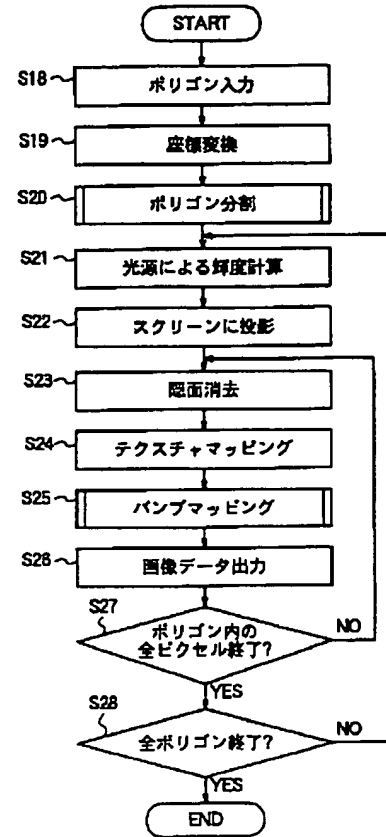 START
S18 ポリゴン入力
S19 座標変換
S20 ポリゴン分割
S21 光源による輝度計算
S22 スクリーンに投影
S23 隠面消去
S24 テクスチャマッピング
S25 バンプマッピング
S26 画像データ出力
S27
ポリゴン内の
全ピクセル終了?
NO
YES
S28
全ポリゴン終了?
NO
YES
END